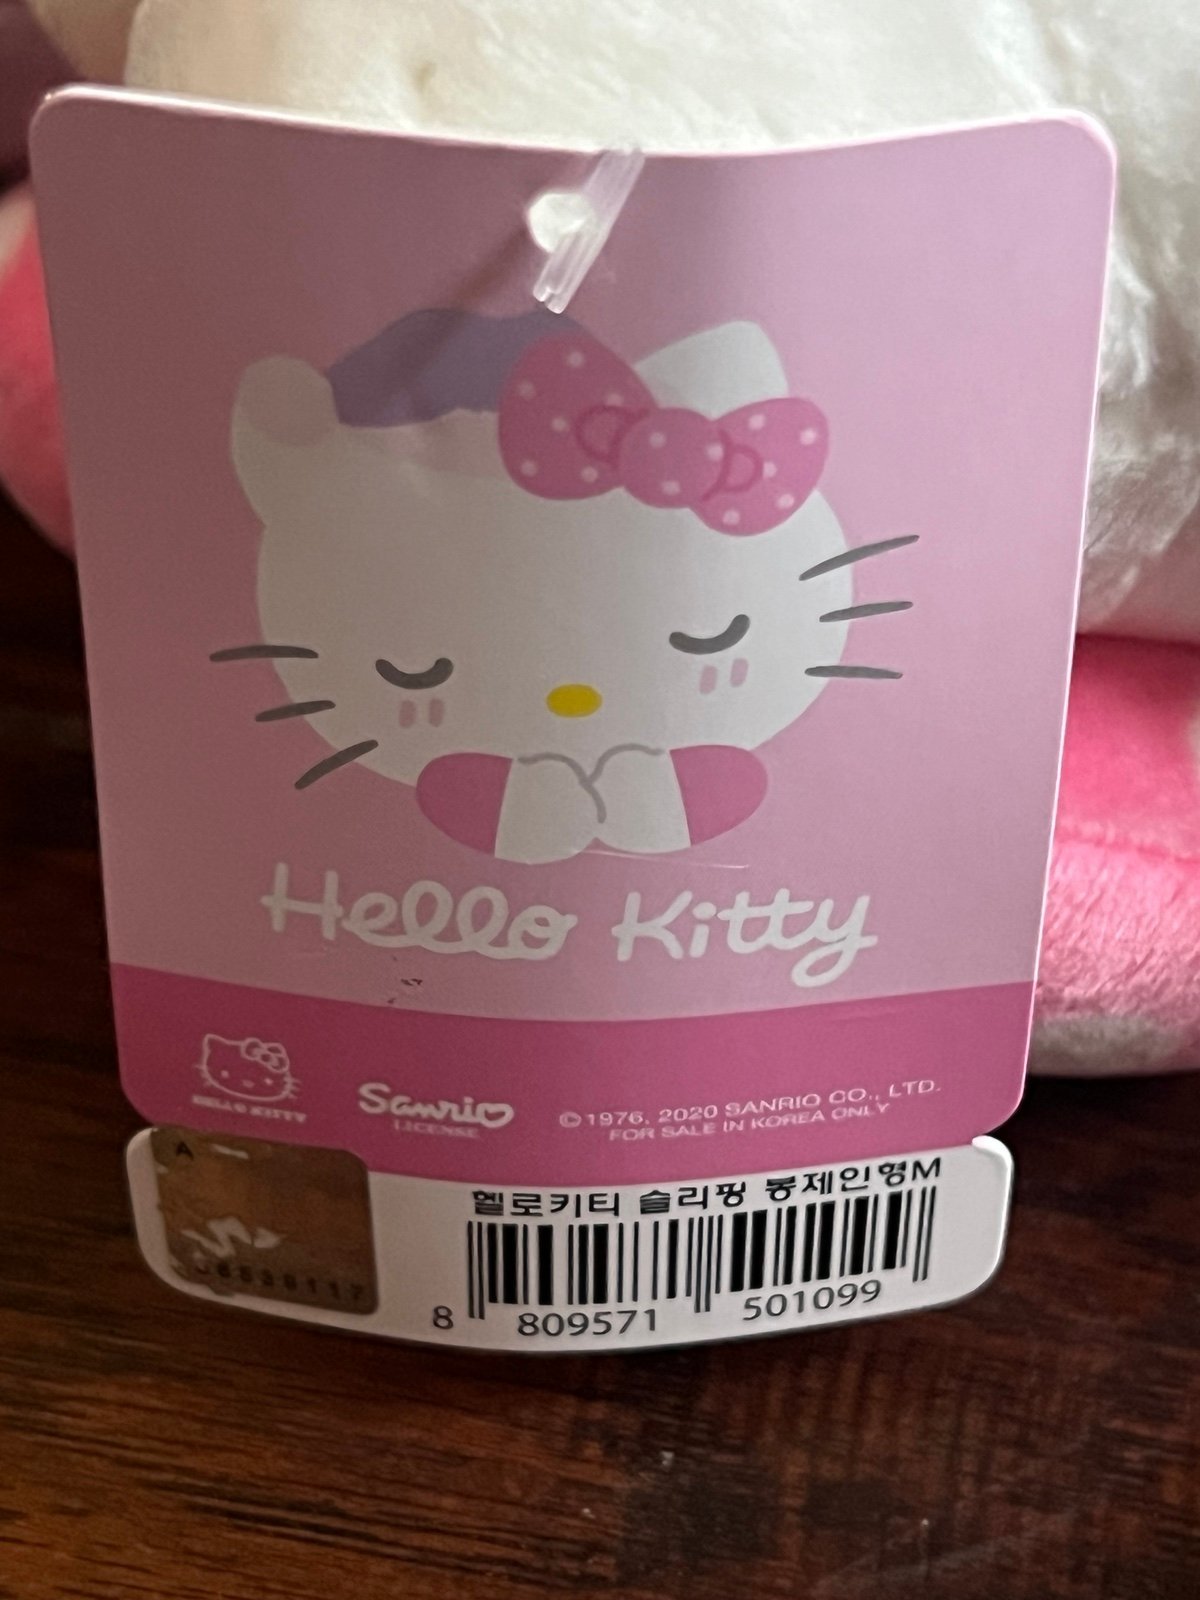 Hello Kitty
HELLO KITTY
Sanrio
LICENSE
©1976, 2020 SANRIO CO., LTD.
FOR SALE IN KOREA ONLY
A
헬로키티 슬리핑 봉제인형M
8 809571 501099